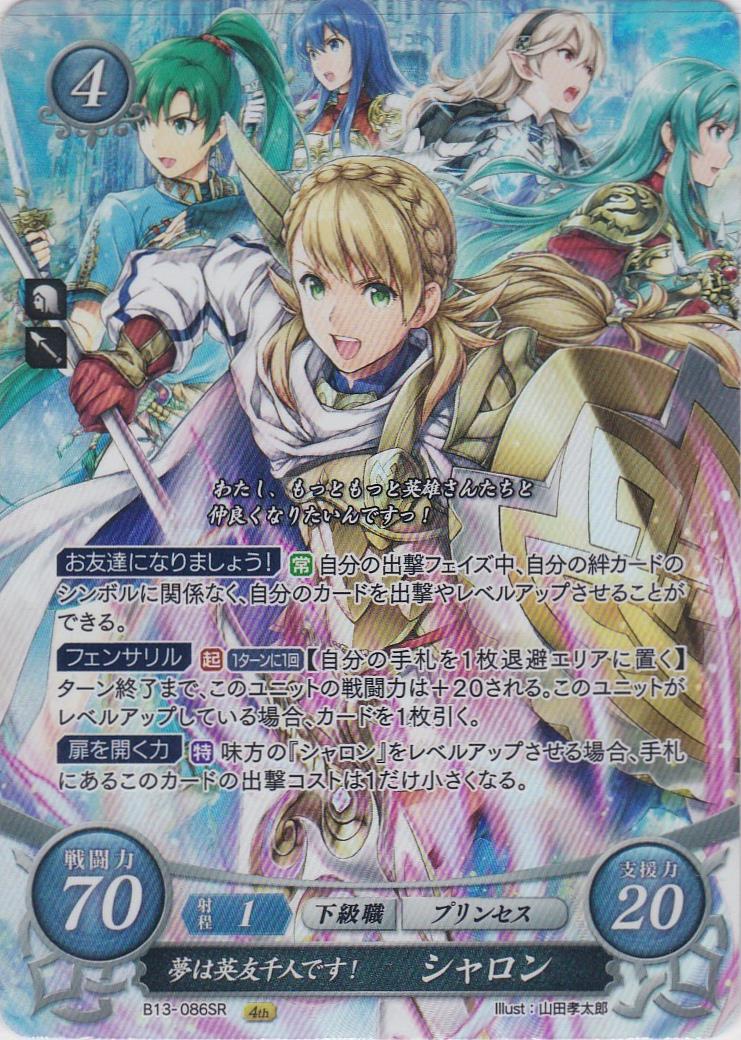 4
わたし、もっともっと英雄さんたちと
仲良くなりたいんですっ！
お友達になりましょう！ 常 自分の出撃フェイズ中、自分の絆カードの
シンボルに関係なく、自分のカードを出撃やレベルアップさせることが
できる。
フェンサリル 起 1ターンに1回【自分の手札を1枚退避エリアに置く】
ターン終了まで、このユニットの戦闘力は＋20される。このユニットが
レベルアップしている場合、カードを1枚引く。
扉を開く力 特 味方の『シャロン』をレベルアップさせる場合、手札
にあるこのカードの出撃コストは1だけ小さくなる。
戦闘力
70
射程 1
下級職
プリンセス
支援力
20
夢は英友千人です！ シャロン
B13-086SR 4th
Illust：山田孝太郎